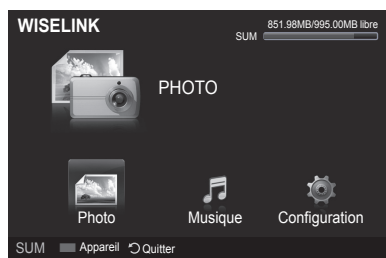 WISELINK
851.98MB/995.00MB libre
SUM
PHOTO
Photo Musique Configuration
SUM Appareil Quitter